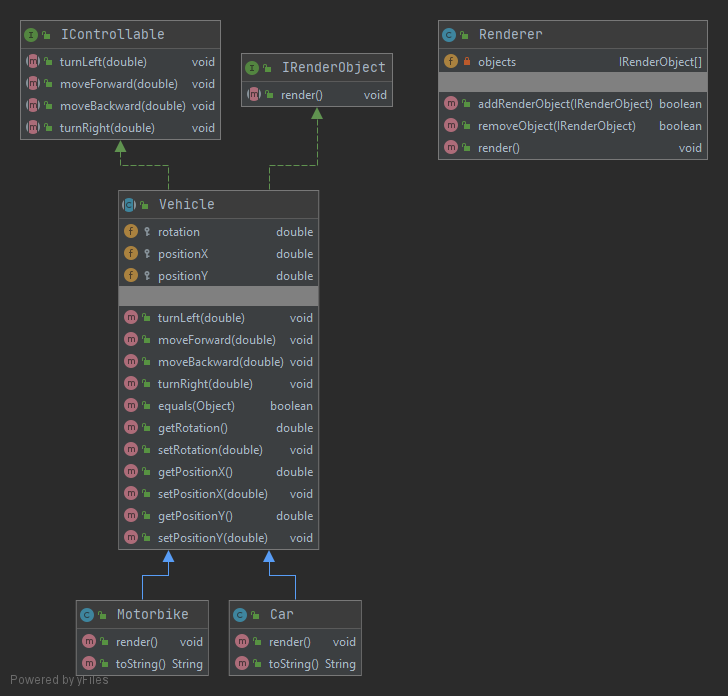 IControllable
turnLeft(double) void
moveForward(double) void
moveBackward(double) void
turnRight(double) void
IRenderObject
render() void
Renderer
objects IRenderObject[]
addRenderObject(IRenderObject) boolean
removeObject(IRenderObject) boolean
render() void
Vehicle
rotation double
positionX double
positionY double
turnLeft(double) void
moveForward(double) void
moveBackward(double) void
turnRight(double) void
equals(Object) boolean
getRotation() double
setRotation(double) void
getPositionX() double
setPositionX(double) void
getPositionY() double
setPositionY(double) void
Motorbike
render() void
toString() String
Car
render() void
toString() String
Powered by yFiles